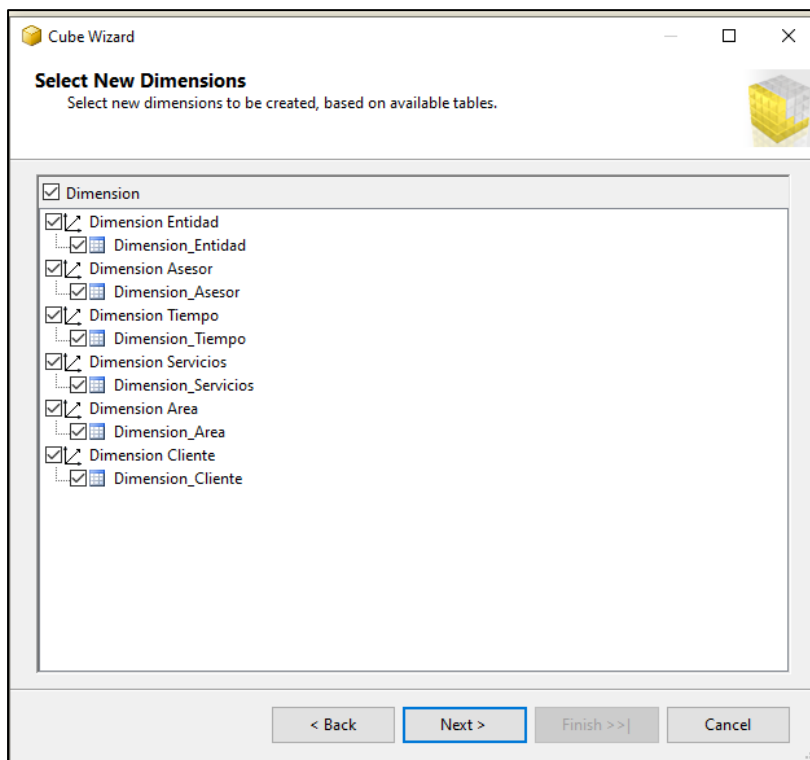 Cube Wizard
Select New Dimensions
Select new dimensions to be created, based on available tables.
Dimension
Dimension Entidad
Dimension_Entidad
Dimension Asesor
Dimension_Asesor
Dimension Tiempo
Dimension_Tiempo
Dimension Servicios
Dimension_Servicios
Dimension Area
Dimension_Area
Dimension Cliente
Dimension_Cliente
< Back Next > Finish >>| Cancel